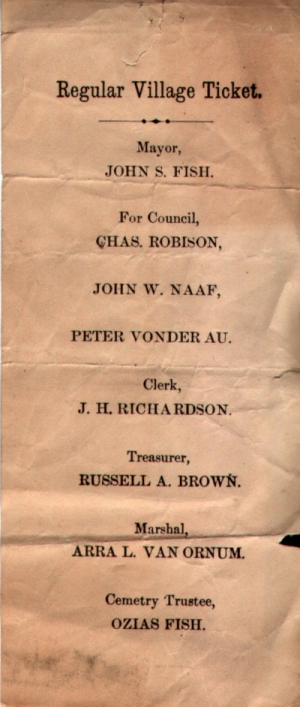 Regular Village Ticket.
Mayor,
JOHN S. FISH.
For Council,
CHAS. ROBISON,
JOHN W. NAAF,
PETER VONDER AU.
Clerk,
J. H. RICHARDSON.
Treasurer,
RUSSELL A. BROWN.
Marshal,
ARRA L. VAN ORNUM.
Cemetry Trustee,
OZIAS FISH.